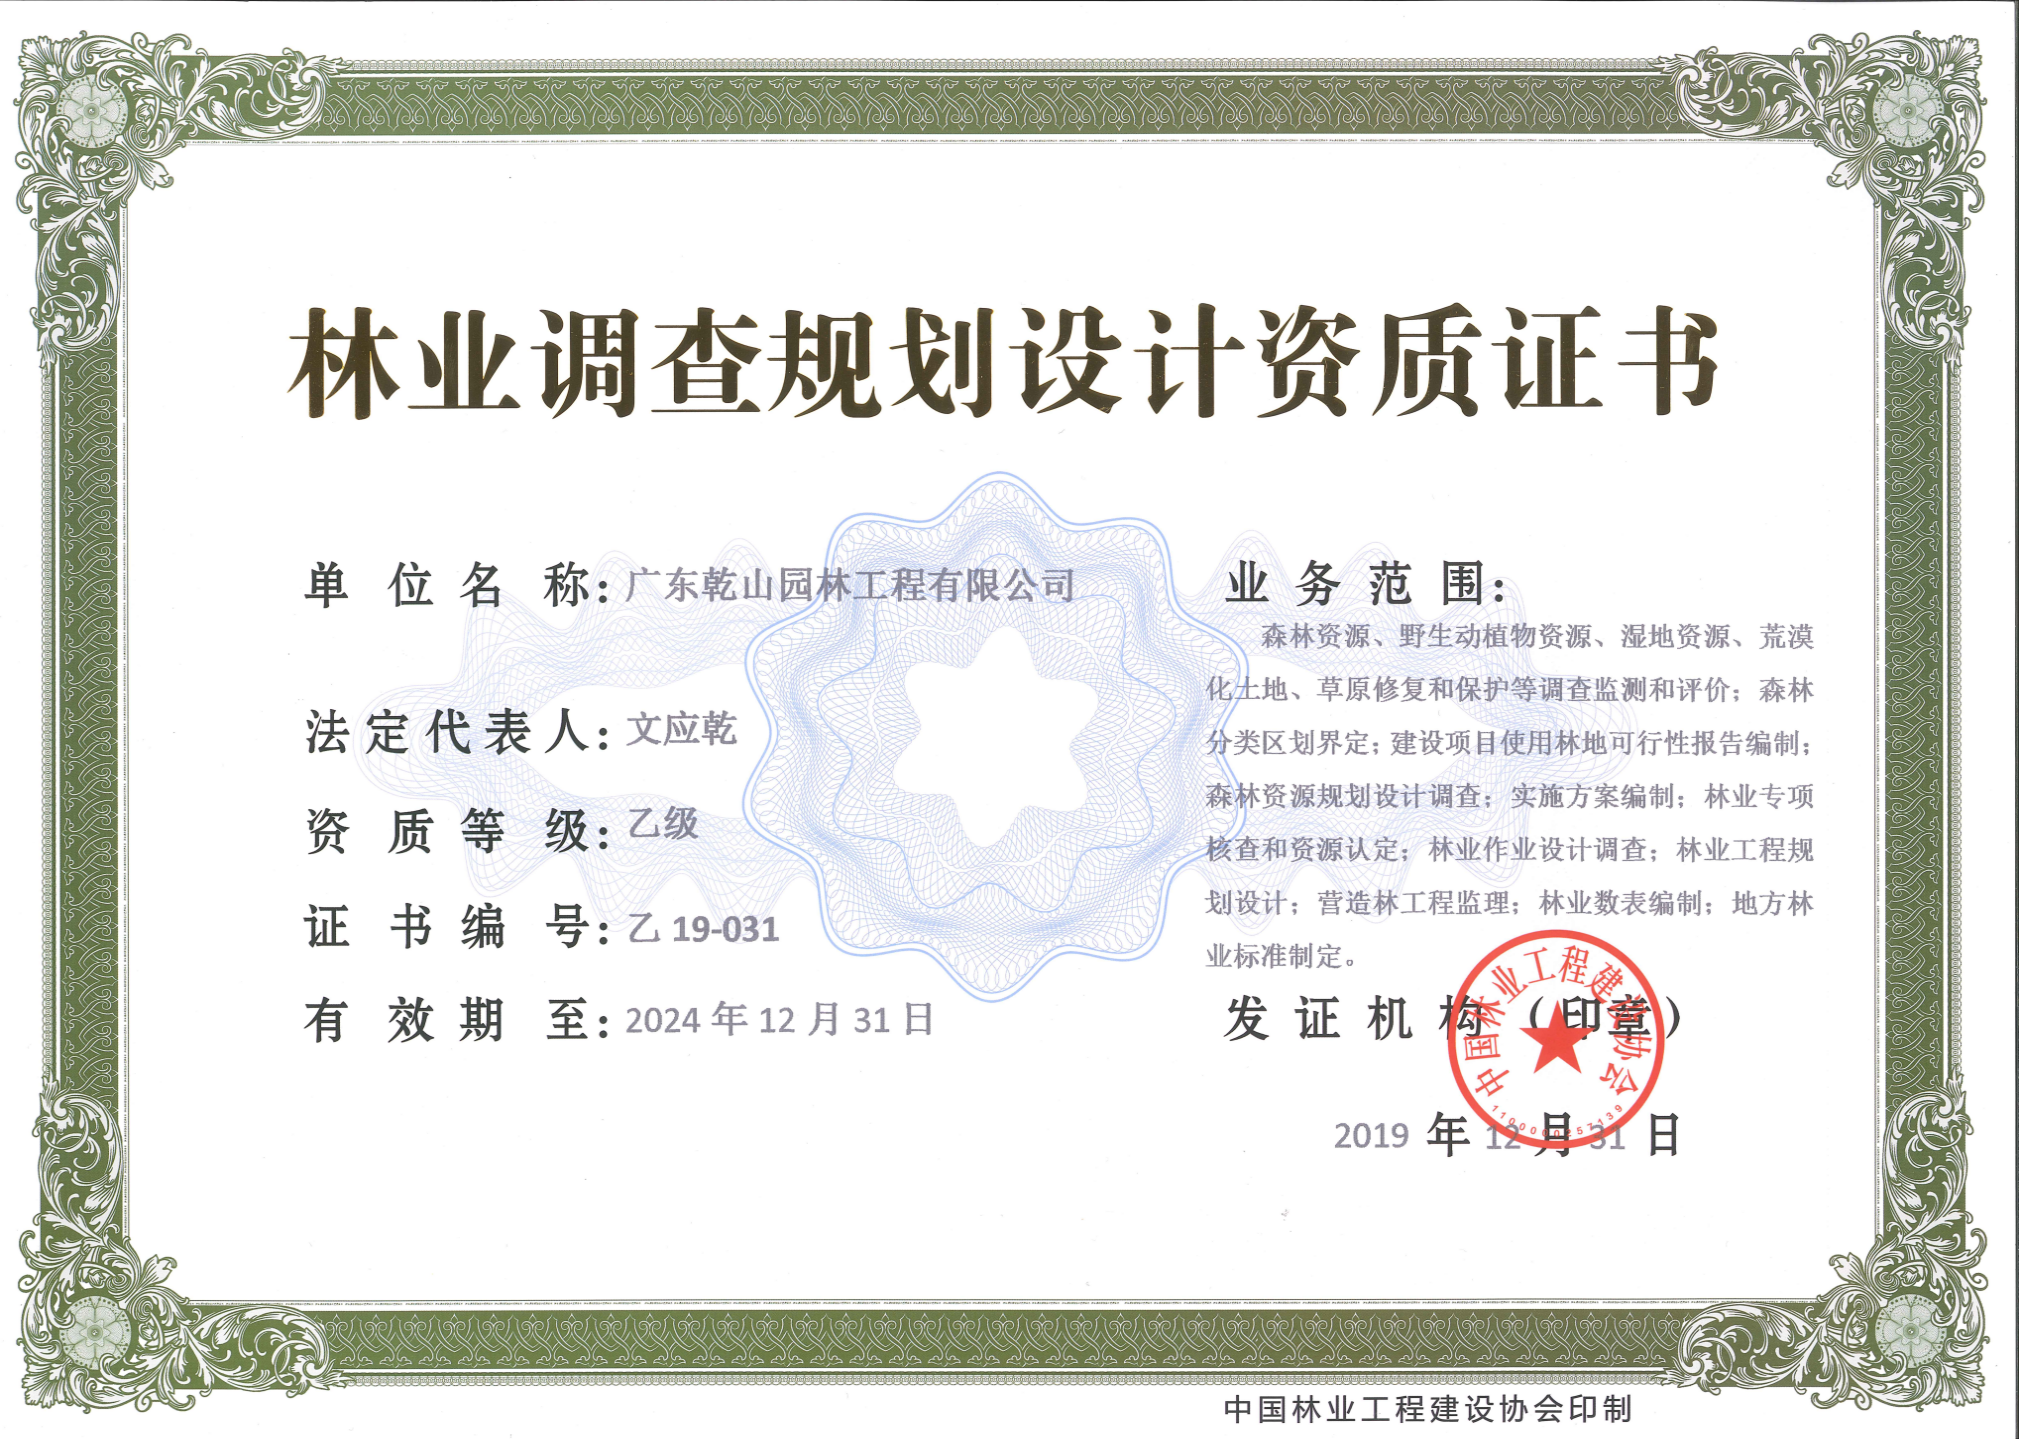 林业调查规划设计资质证书
单位名称：广东乾山园林工程有限公司
法定代表人：文应乾
资质等级：乙级
证书编号：乙 19-031
有效期至：2024 年 12 月 31 日
业务范围：
森林资源、野生动植物资源、湿地资源、荒漠
化土地、草原修复和保护等调查监测和评价；森林
分类区划界定；建设项目使用林地可行性报告编制；
森林资源规划设计调查；实施方案编制；林业专项
核查和资源认定；林业作业设计调查；林业工程规
划设计；营造林工程监理；林业数表编制；地方林
业标准制定。
发证机构（印章）
中国林业工程建设协会
2019 年 12 月 31 日
中国林业工程建设协会印制